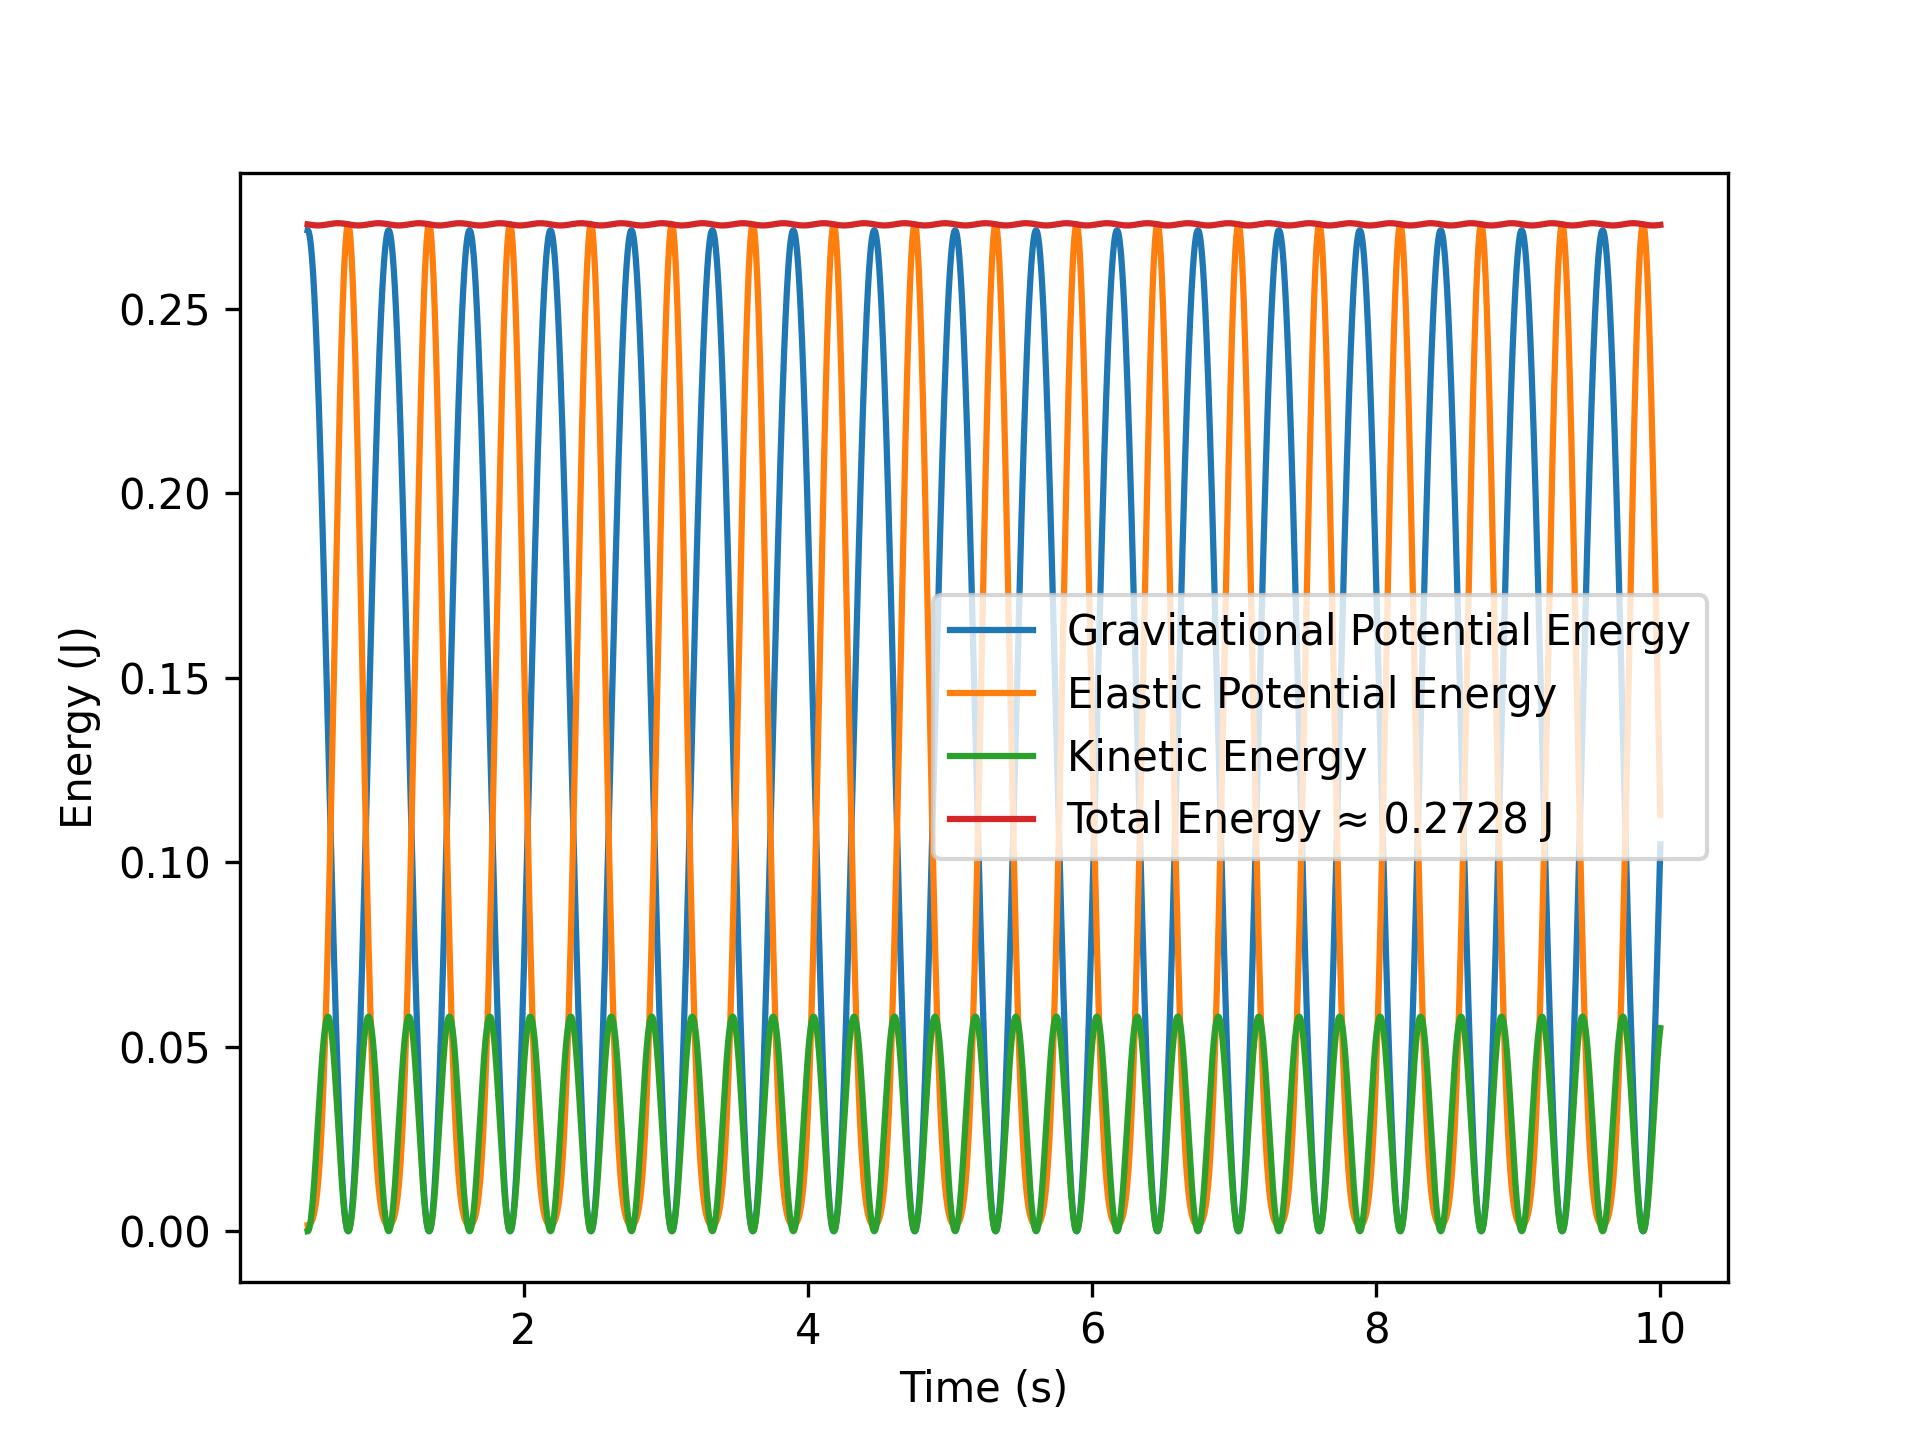 Energy (J)
0.25
0.20
0.15
0.10
0.05
0.00
Gravitational Potential Energy
Elastic Potential Energy
Kinetic Energy
Total Energy ≈ 0.2728 J
2 4 6 8 10
Time (s)